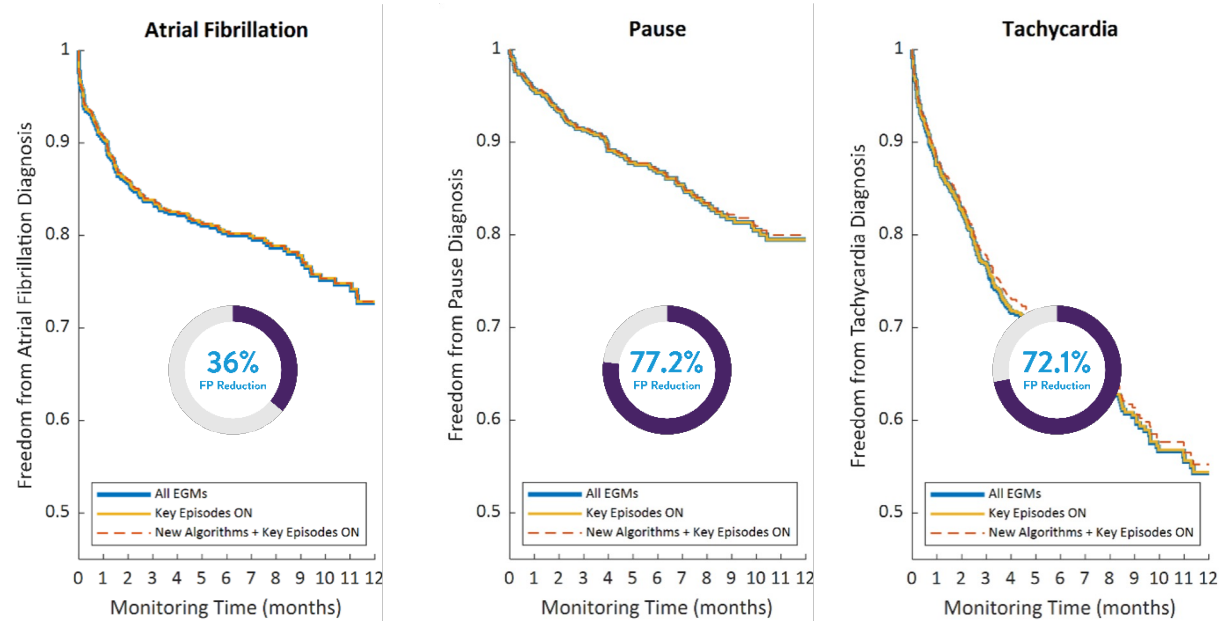 Atrial Fibrillation
Freedom from Atrial Fibrillation Diagnosis
1
0.9
0.8
0.7
0.6
0.5
36%
FP Reduction
All EGMs
Key Episodes ON
New Algorithms + Key Episodes ON
0 1 2 3 4 5 6 7 8 9 10 11 12
Monitoring Time (months)
Pause
Freedom from Pause Diagnosis
1
0.9
0.8
0.7
0.6
0.5
77.2%
FP Reduction
All EGMs
Key Episodes ON
New Algorithms + Key Episodes ON
0 1 2 3 4 5 6 7 8 9 10 11 12
Monitoring Time (months)
Tachycardia
Freedom from Tachycardia Diagnosis
1
0.9
0.8
0.7
0.6
0.5
72.1%
FP Reduction
All EGMs
Key Episodes ON
New Algorithms + Key Episodes ON
0 1 2 3 4 5 6 7 8 9 10 11 12
Monitoring Time (months)